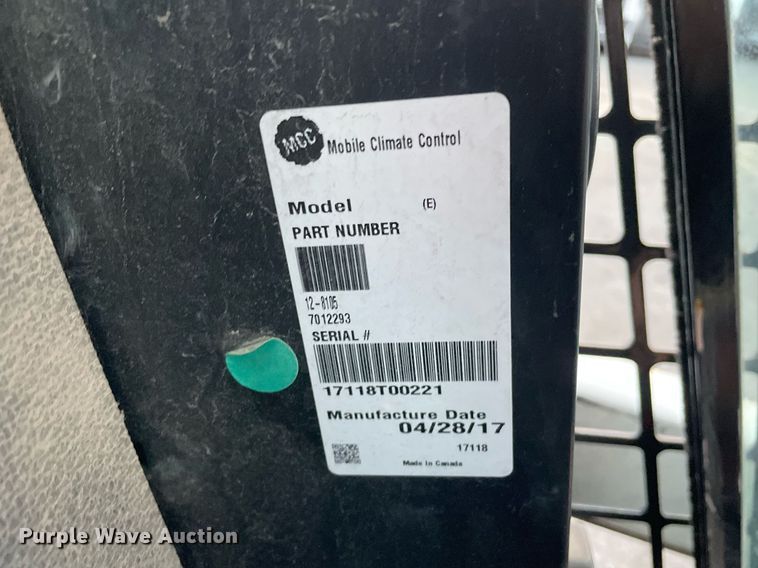 MCC Mobile Climate Control
Model (E)
PART NUMBER
12-8105
7012293
SERIAL #
17118T00221
Manufacture Date
04/28/17
17118
Made In Canada
Purple Wave Auction®